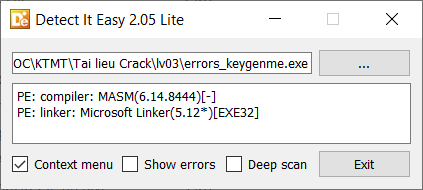 Detect It Easy 2.05 Lite
OC\KTMT\Tai lieu Crack\lv03\errors_keygenme.exe
...
PE: compiler: MASM(6.14.8444)[-]
PE: linker: Microsoft Linker(5.12*)[EXE32]
Context menu Show errors Deep scan Exit